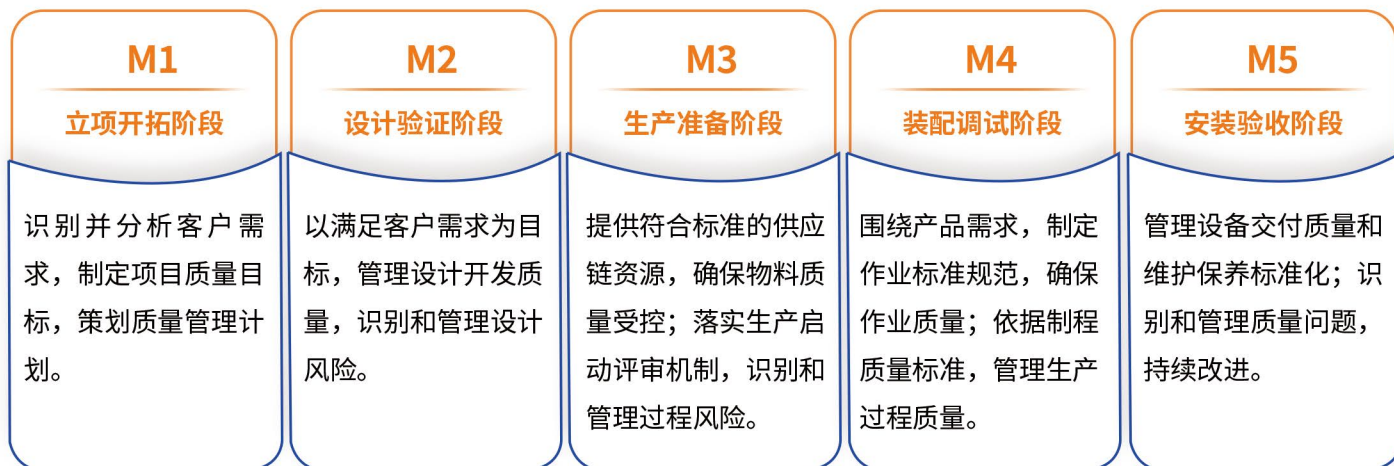 M1
立项开拓阶段
识别并分析客户需
求，制定项目质量目
标，策划质量管理计
划。
M2
设计验证阶段
以满足客户需求为目
标，管理设计开发质
量，识别和管理设计
风险。
M3
生产准备阶段
提供符合标准的供应
链资源，确保物料质
量受控；落实生产启
动评审机制，识别和
管理过程风险。
M4
装配调试阶段
围绕产品需求，制定
作业标准规范，确保
作业质量；依据制程
质量标准，管理生产
过程质量。
M5
安装验收阶段
管理设备交付质量和
维护保养标准化；识
别和管理质量问题，
持续改进。